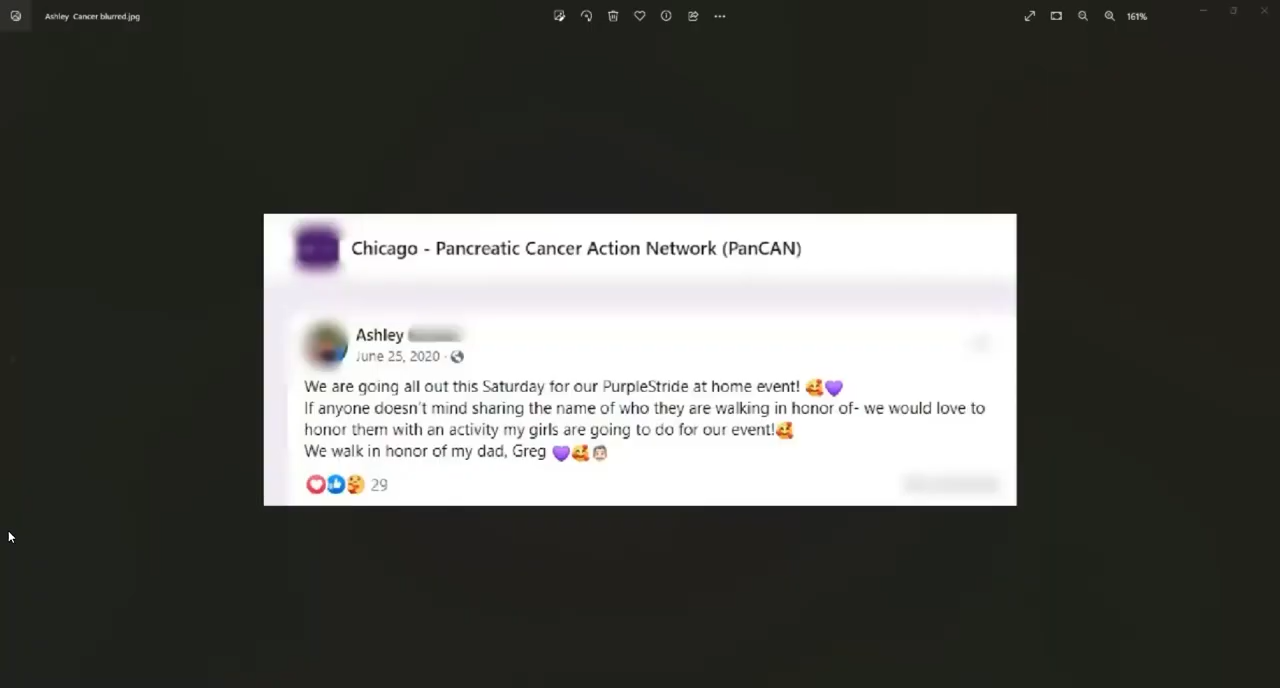 Ashley Cancer blurred.jpg
161%
Chicago - Pancreatic Cancer Action Network (PanCAN)
Ashley
June 25, 2020 ·
We are going all out this Saturday for our PurpleStride at home event! 🥰💜
If anyone doesn't mind sharing the name of who they are walking in honor of- we would love to
honor them with an activity my girls are going to do for our event!🥰
We walk in honor of my dad, Greg 💜🥰👨🏻‍🦳
29